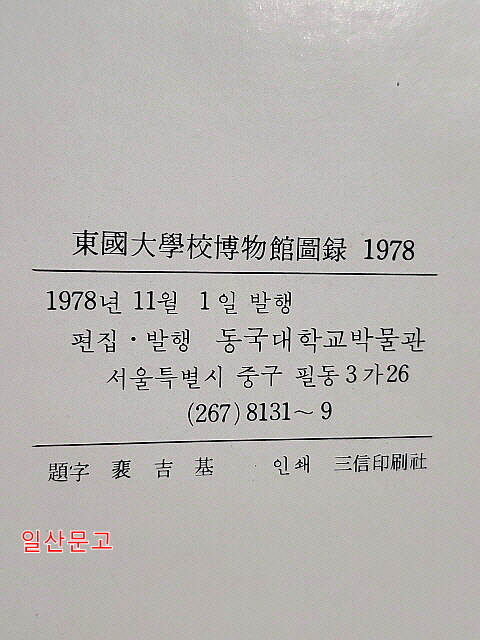 東國大學校博物館圖録 1978
1978년 11월 1일 발행
편집·발행 동국대학교박물관
서울특별시 중구 필동3가26
(267)8131~9
題字 裵吉基 · 인쇄 三信印刷社
일산문고